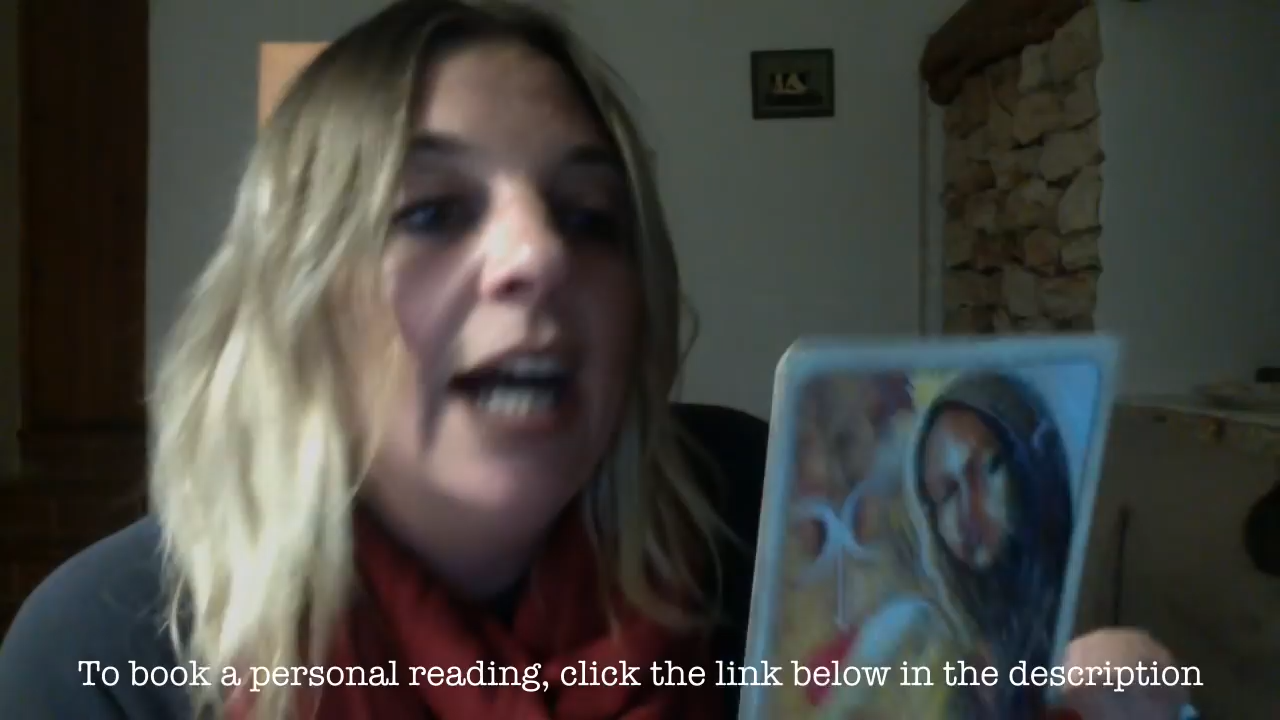 To book a personal reading, click the link below in the description